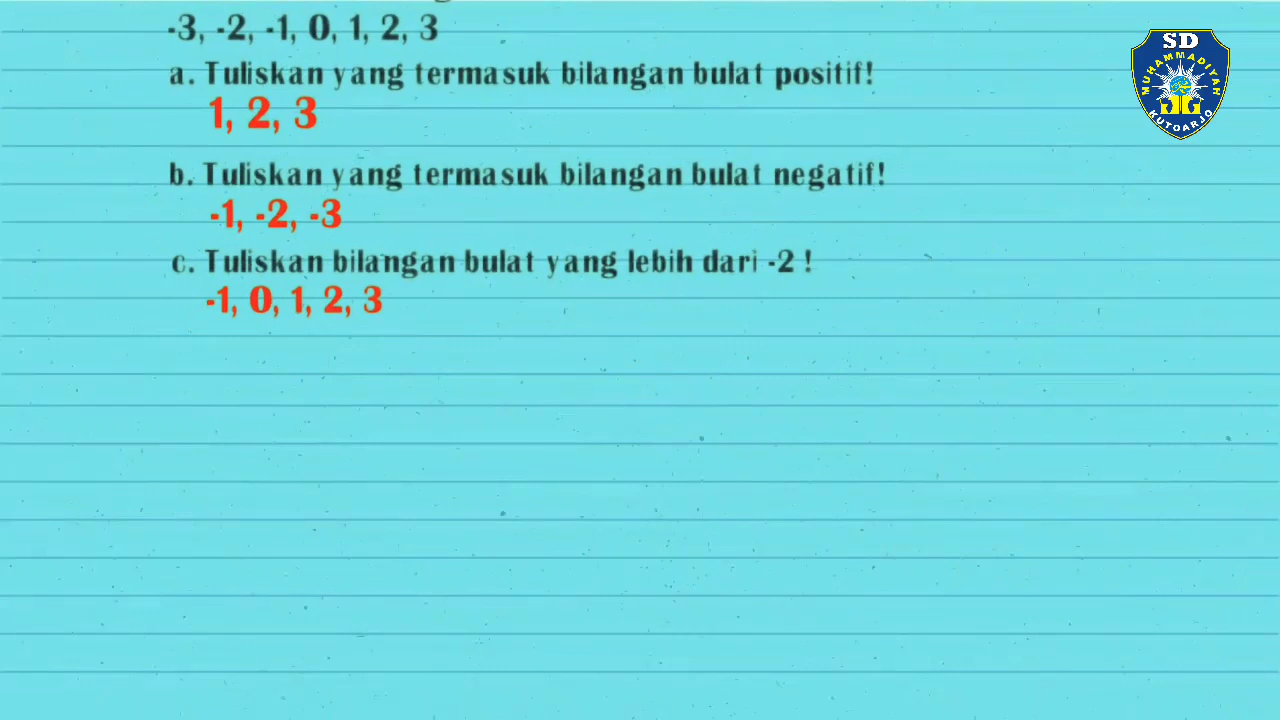 -3, -2, -1, 0, 1, 2, 3
a. Tuliskan yang termasuk bilangan bulat positif!
1, 2, 3
b. Tuliskan yang termasuk bilangan bulat negatif!
-1, -2, -3
c. Tuliskan bilangan bulat yang lebih dari -2 !
-1, 0, 1, 2, 3
SD
MUHAMMADIYAH
KUTOARJO